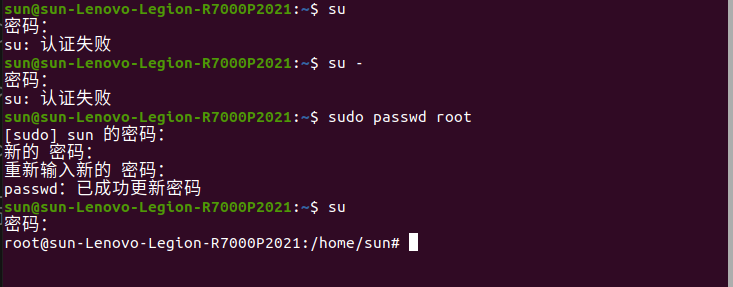 sun@sun-Lenovo-Legion-R7000P2021:~$ su
密码：
su: 认证失败
sun@sun-Lenovo-Legion-R7000P2021:~$ su -
密码：
su: 认证失败
sun@sun-Lenovo-Legion-R7000P2021:~$ sudo passwd root
[sudo] sun 的密码：
新的 密码：
重新输入新的 密码：
passwd：已成功更新密码
sun@sun-Lenovo-Legion-R7000P2021:~$ su
密码：
root@sun-Lenovo-Legion-R7000P2021:/home/sun#